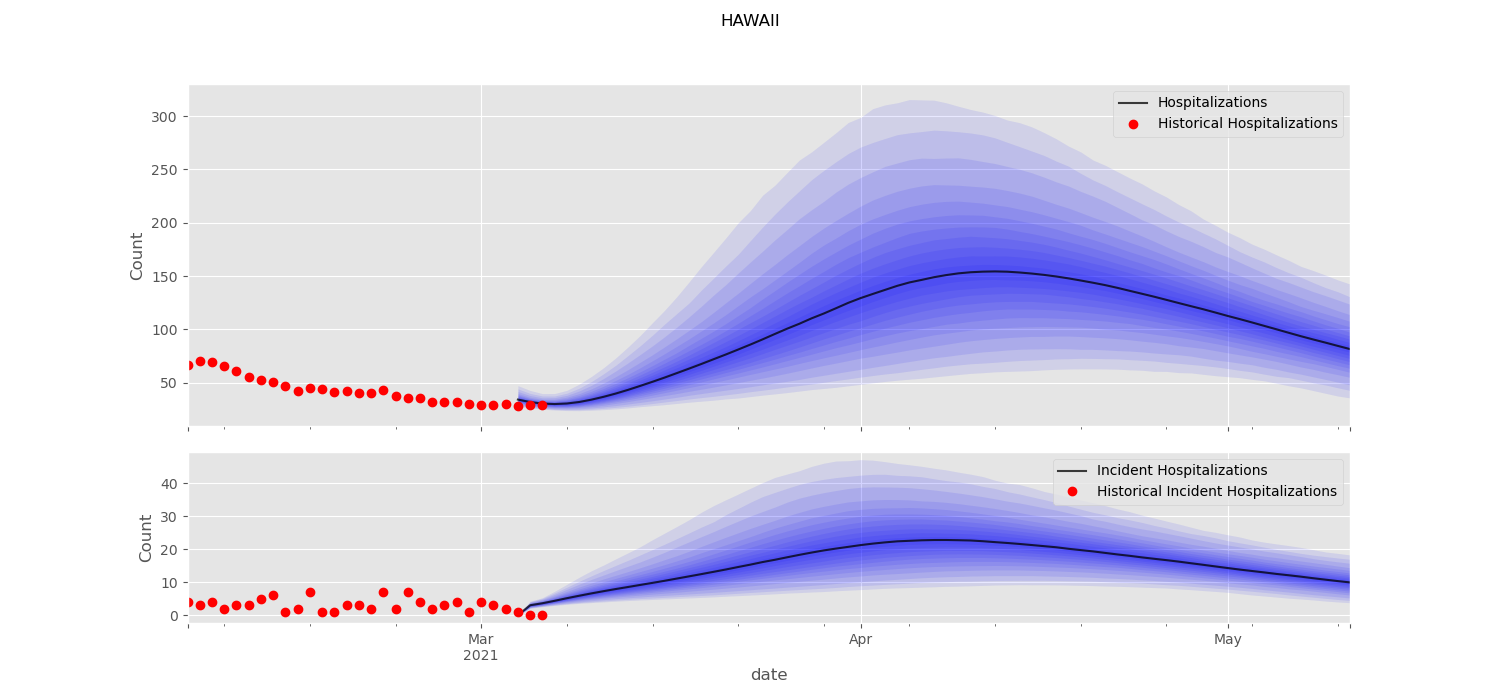 HAWAII
Hospitalizations
Historical Hospitalizations
300
250
200
150
100
50
Count
Incident Hospitalizations
Historical Incident Hospitalizations
40
30
20
10
0
Count
Mar Apr May
2021
date